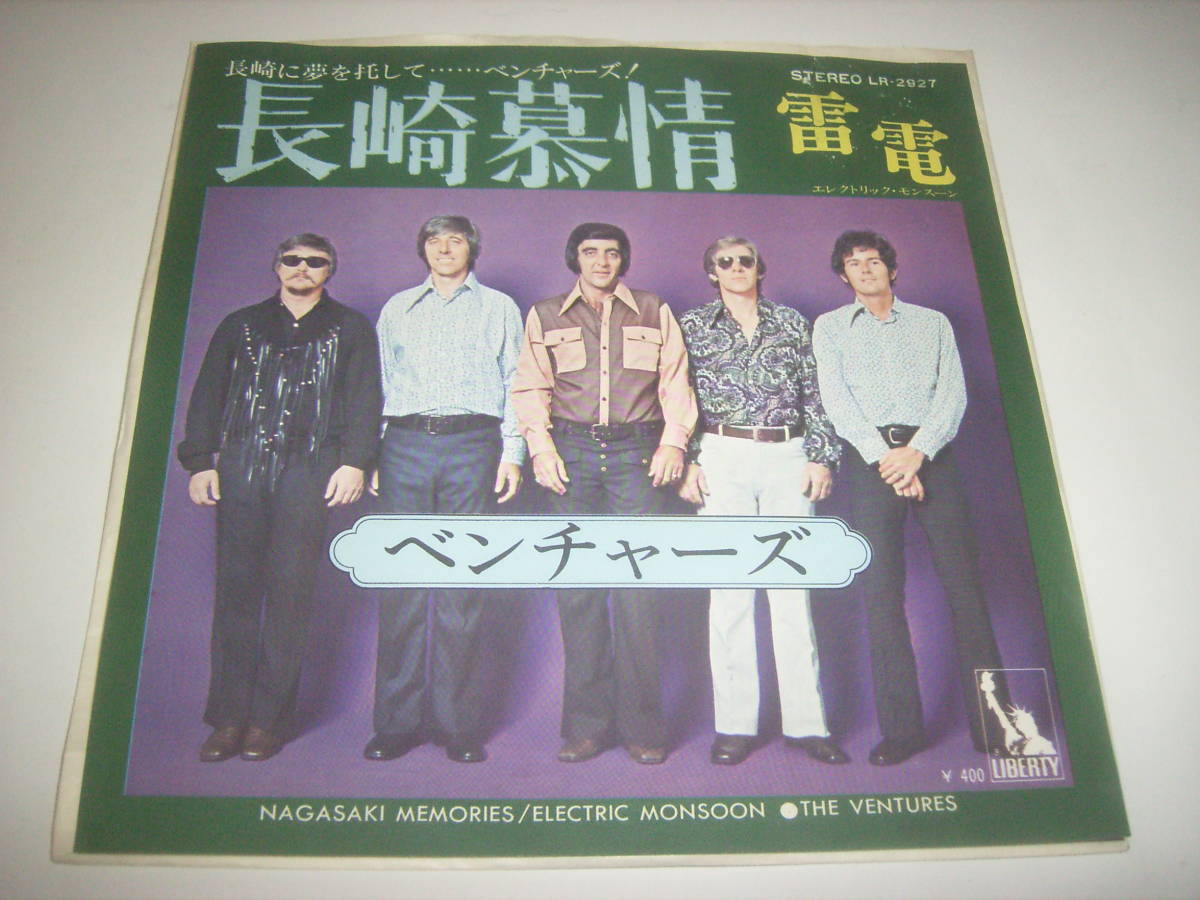 長崎に夢を托して……ベンチャーズ!
STEREO LR-2927
長崎慕情
雷電
エレクトリック・モンスーン
ベンチャーズ
¥ 400
LIBERTY
NAGASAKI MEMORIES/ELECTRIC MONSOON ●THE VENTURES